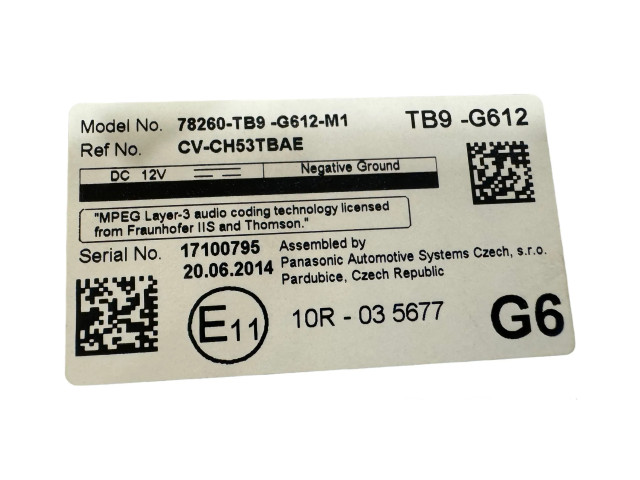 Model No. 78260-TB9 -G612-M1 TB9 -G612
Ref No. CV-CH53TBAE
DC 12V Negative Ground
"MPEG Layer-3 audio coding technology licensed
from Fraunhofer IIS and Thomson."
Serial No. 17100795 Assembled by
20.06.2014 Panasonic Automotive Systems Czech, s.r.o.
Pardubice, Czech Republic
E11 10R - 03 5677 G6